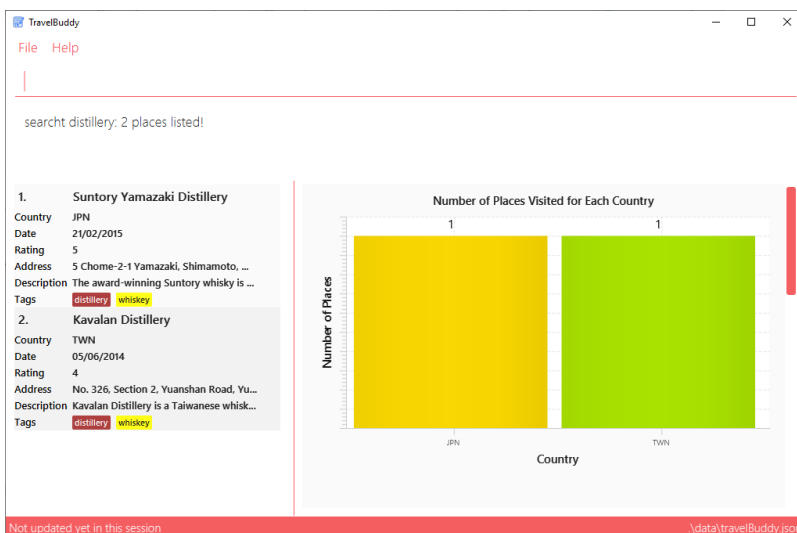 TravelBuddy
File Help
searcht distillery: 2 places listed!
1. Suntory Yamazaki Distillery
Country JPN
Date 21/02/2015
Rating 5
Address 5 Chome-2-1 Yamazaki, Shimamoto, ...
Description The award-winning Suntory whisky is ...
Tags distillery whiskey
2. Kavalan Distillery
Country TWN
Date 05/06/2014
Rating 4
Address No. 326, Section 2, Yuanshan Road, Yu...
Description Kavalan Distillery is a Taiwanese whisk...
Tags distillery whiskey
Number of Places Visited for Each Country
1 1
Number of Places
JPN TWN
Country
Not updated yet in this session .\data\travelBuddy.json